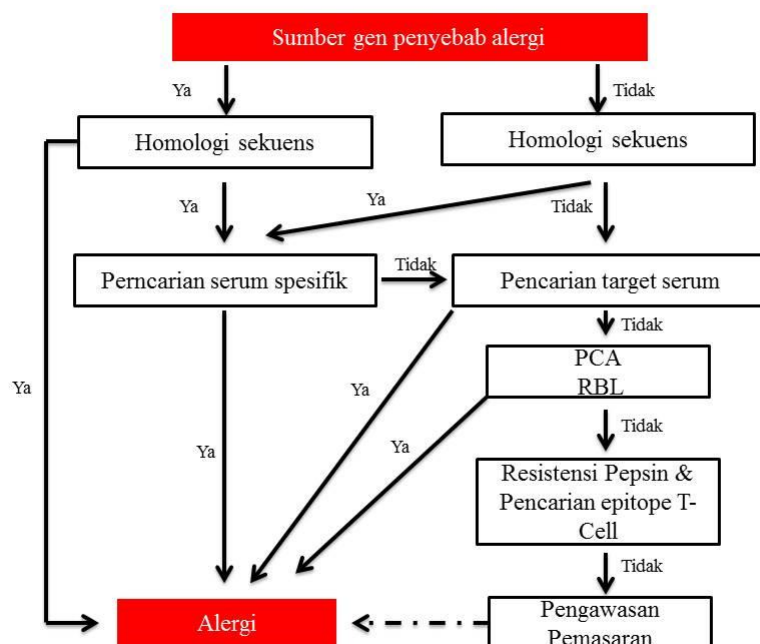 Sumber gen penyebab alergi
Ya
Tidak
Homologi sekuens
Homologi sekuens
Ya
Ya
Tidak
Perncarian serum spesifik
Tidak
Pencarian target serum
Tidak
PCA
RBL
Ya
Ya
Ya
Ya
Tidak
Resistensi Pepsin &
Pencarian epitope T-
Cell
Tidak
Alergi
Pengawasan
Pemasaran